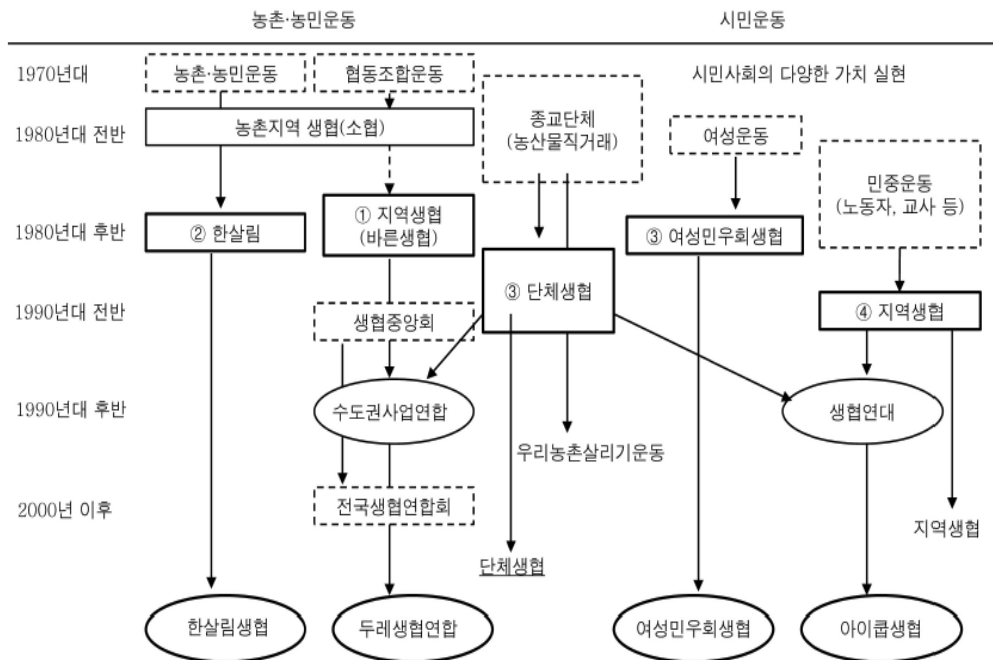 농촌·농민운동
시민운동
1970년대
농촌·농민운동
협동조합운동
시민사회의 다양한 가치 실현
1980년대 전반
농촌지역 생협(소협)
종교단체
(농산물직거래)
여성운동
민중운동
(노동자, 교사 등)
1980년대 후반
② 한살림
① 지역생협
(바른생협)
③ 여성민우회생협
③ 단체생협
1990년대 전반
생협중앙회
④ 지역생협
1990년대 후반
수도권사업연합
생협연대
우리농촌살리기운동
2000년 이후
전국생협연합회
지역생협
단체생협
한살림생협
두레생협연합
여성민우회생협
아이쿱생협